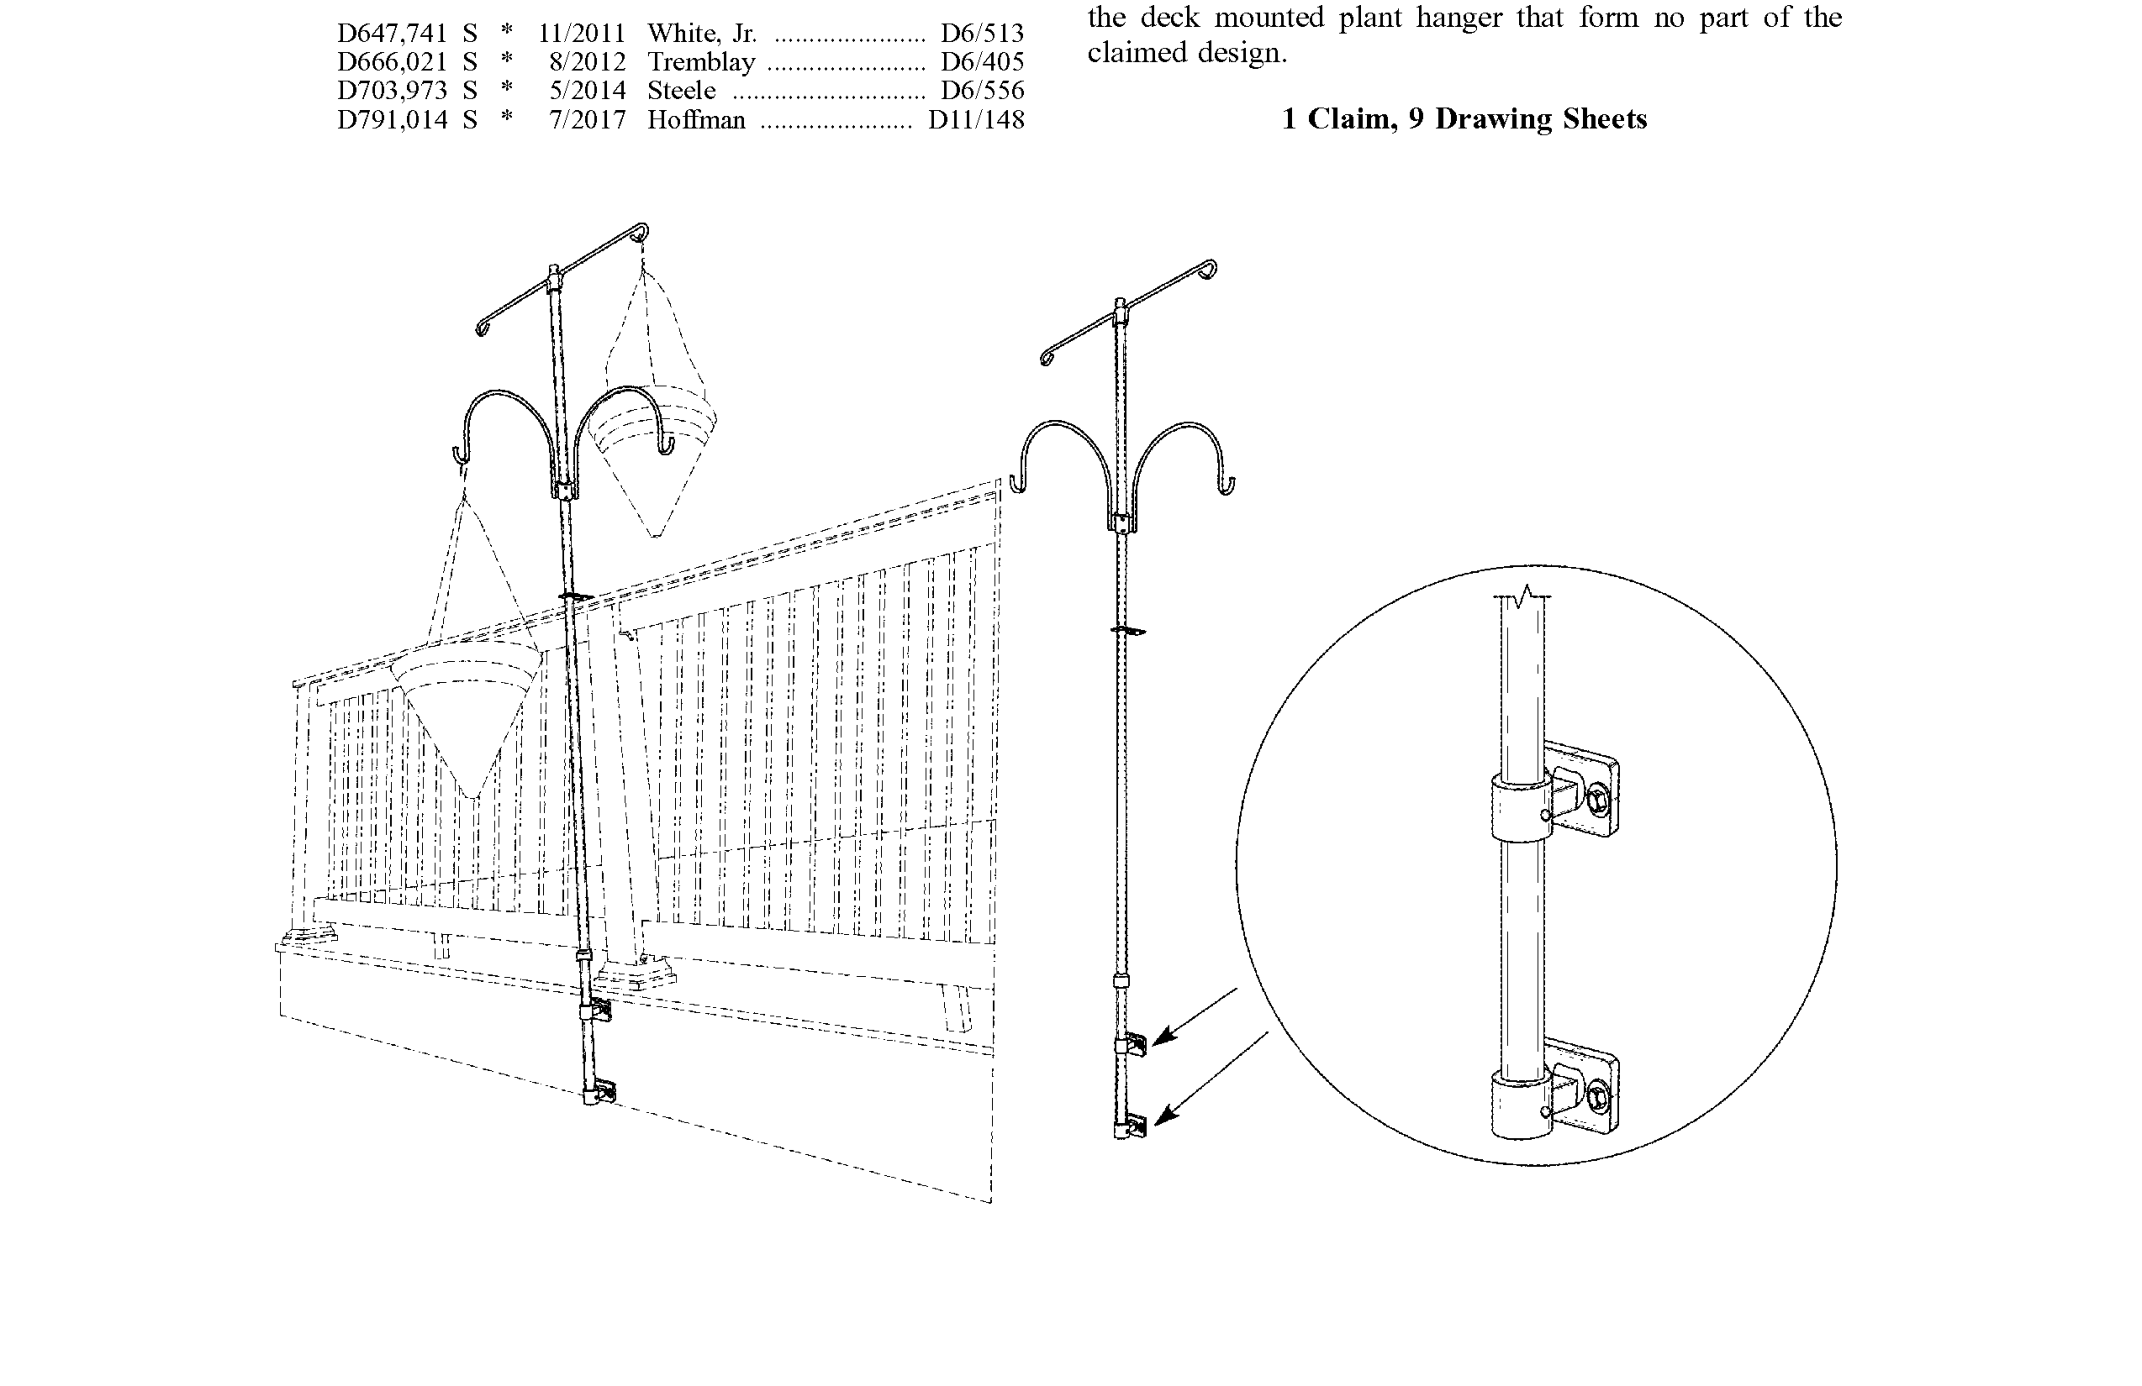 D647,741 S * 11/2011 White, Jr. ...................... D6/513
D666,021 S * 8/2012 Tremblay ....................... D6/405
D703,973 S * 5/2014 Steele ............................ D6/556
D791,014 S * 7/2017 Hoffman ...................... D11/148
the deck mounted plant hanger that form no part of the
claimed design.
1 Claim, 9 Drawing Sheets